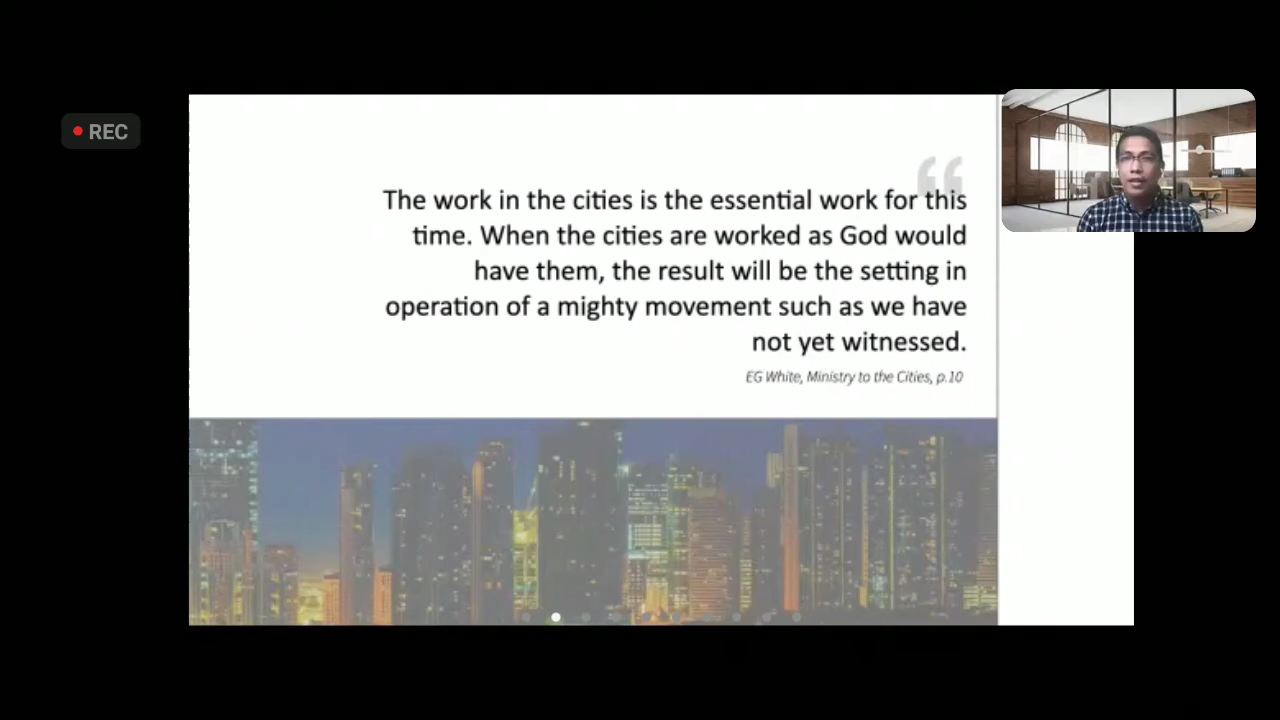 REC
“
The work in the cities is the essential work for this
time. When the cities are worked as God would
have them, the result will be the setting in
operation of a mighty movement such as we have
not yet witnessed.
EG White, Ministry to the Cities, p.10